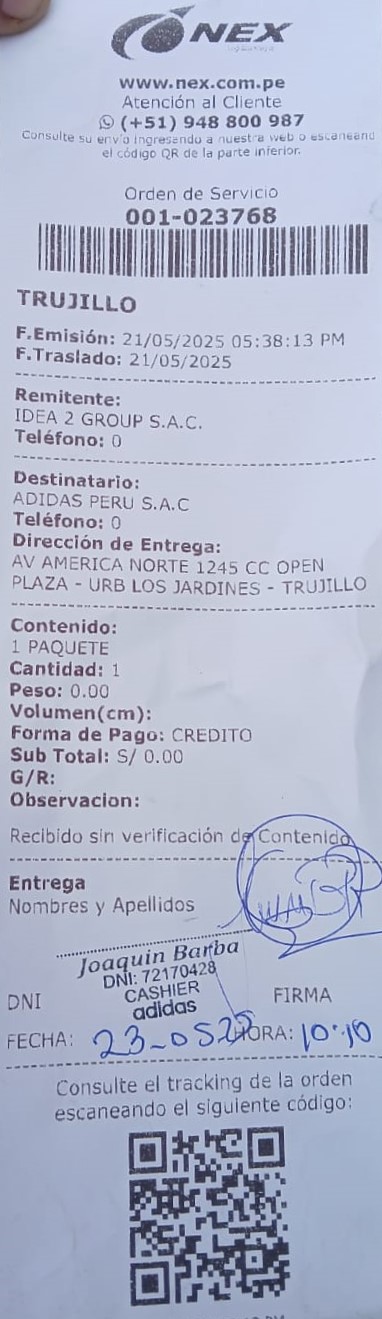 NEX
www.nex.com.pe
Atención al Cliente
(+51) 948 800 987
Consulte su envío ingresando a nuestra web o escaneand
el código QR de la parte inferior.
Orden de Servicio
001-023768
TRUJILLO
F.Emisión: 21/05/2025 05:38:13 PM
F.Traslado: 21/05/2025
Remitente:
IDEA 2 GROUP S.A.C.
Teléfono: 0
Destinatario:
ADIDAS PERU S.A.C
Teléfono: 0
Dirección de Entrega:
AV AMERICA NORTE 1245 CC OPEN
PLAZA - URB LOS JARDINES - TRUJILLO
Contenido:
1 PAQUETE
Cantidad: 1
Peso: 0.00
Volumen(cm):
Forma de Pago: CREDITO
Sub Total: S/ 0.00
G/R:
Observacion:
Recibido sin verificación de Contenido
Entrega
Nombres y Apellidos
Joaquin Barba
DNI: 72170428
CASHIER
adidas
DNI FIRMA
FECHA: 23-0525 HORA: 10:10
Consulte el tracking de la orden
escaneando el siguiente código: